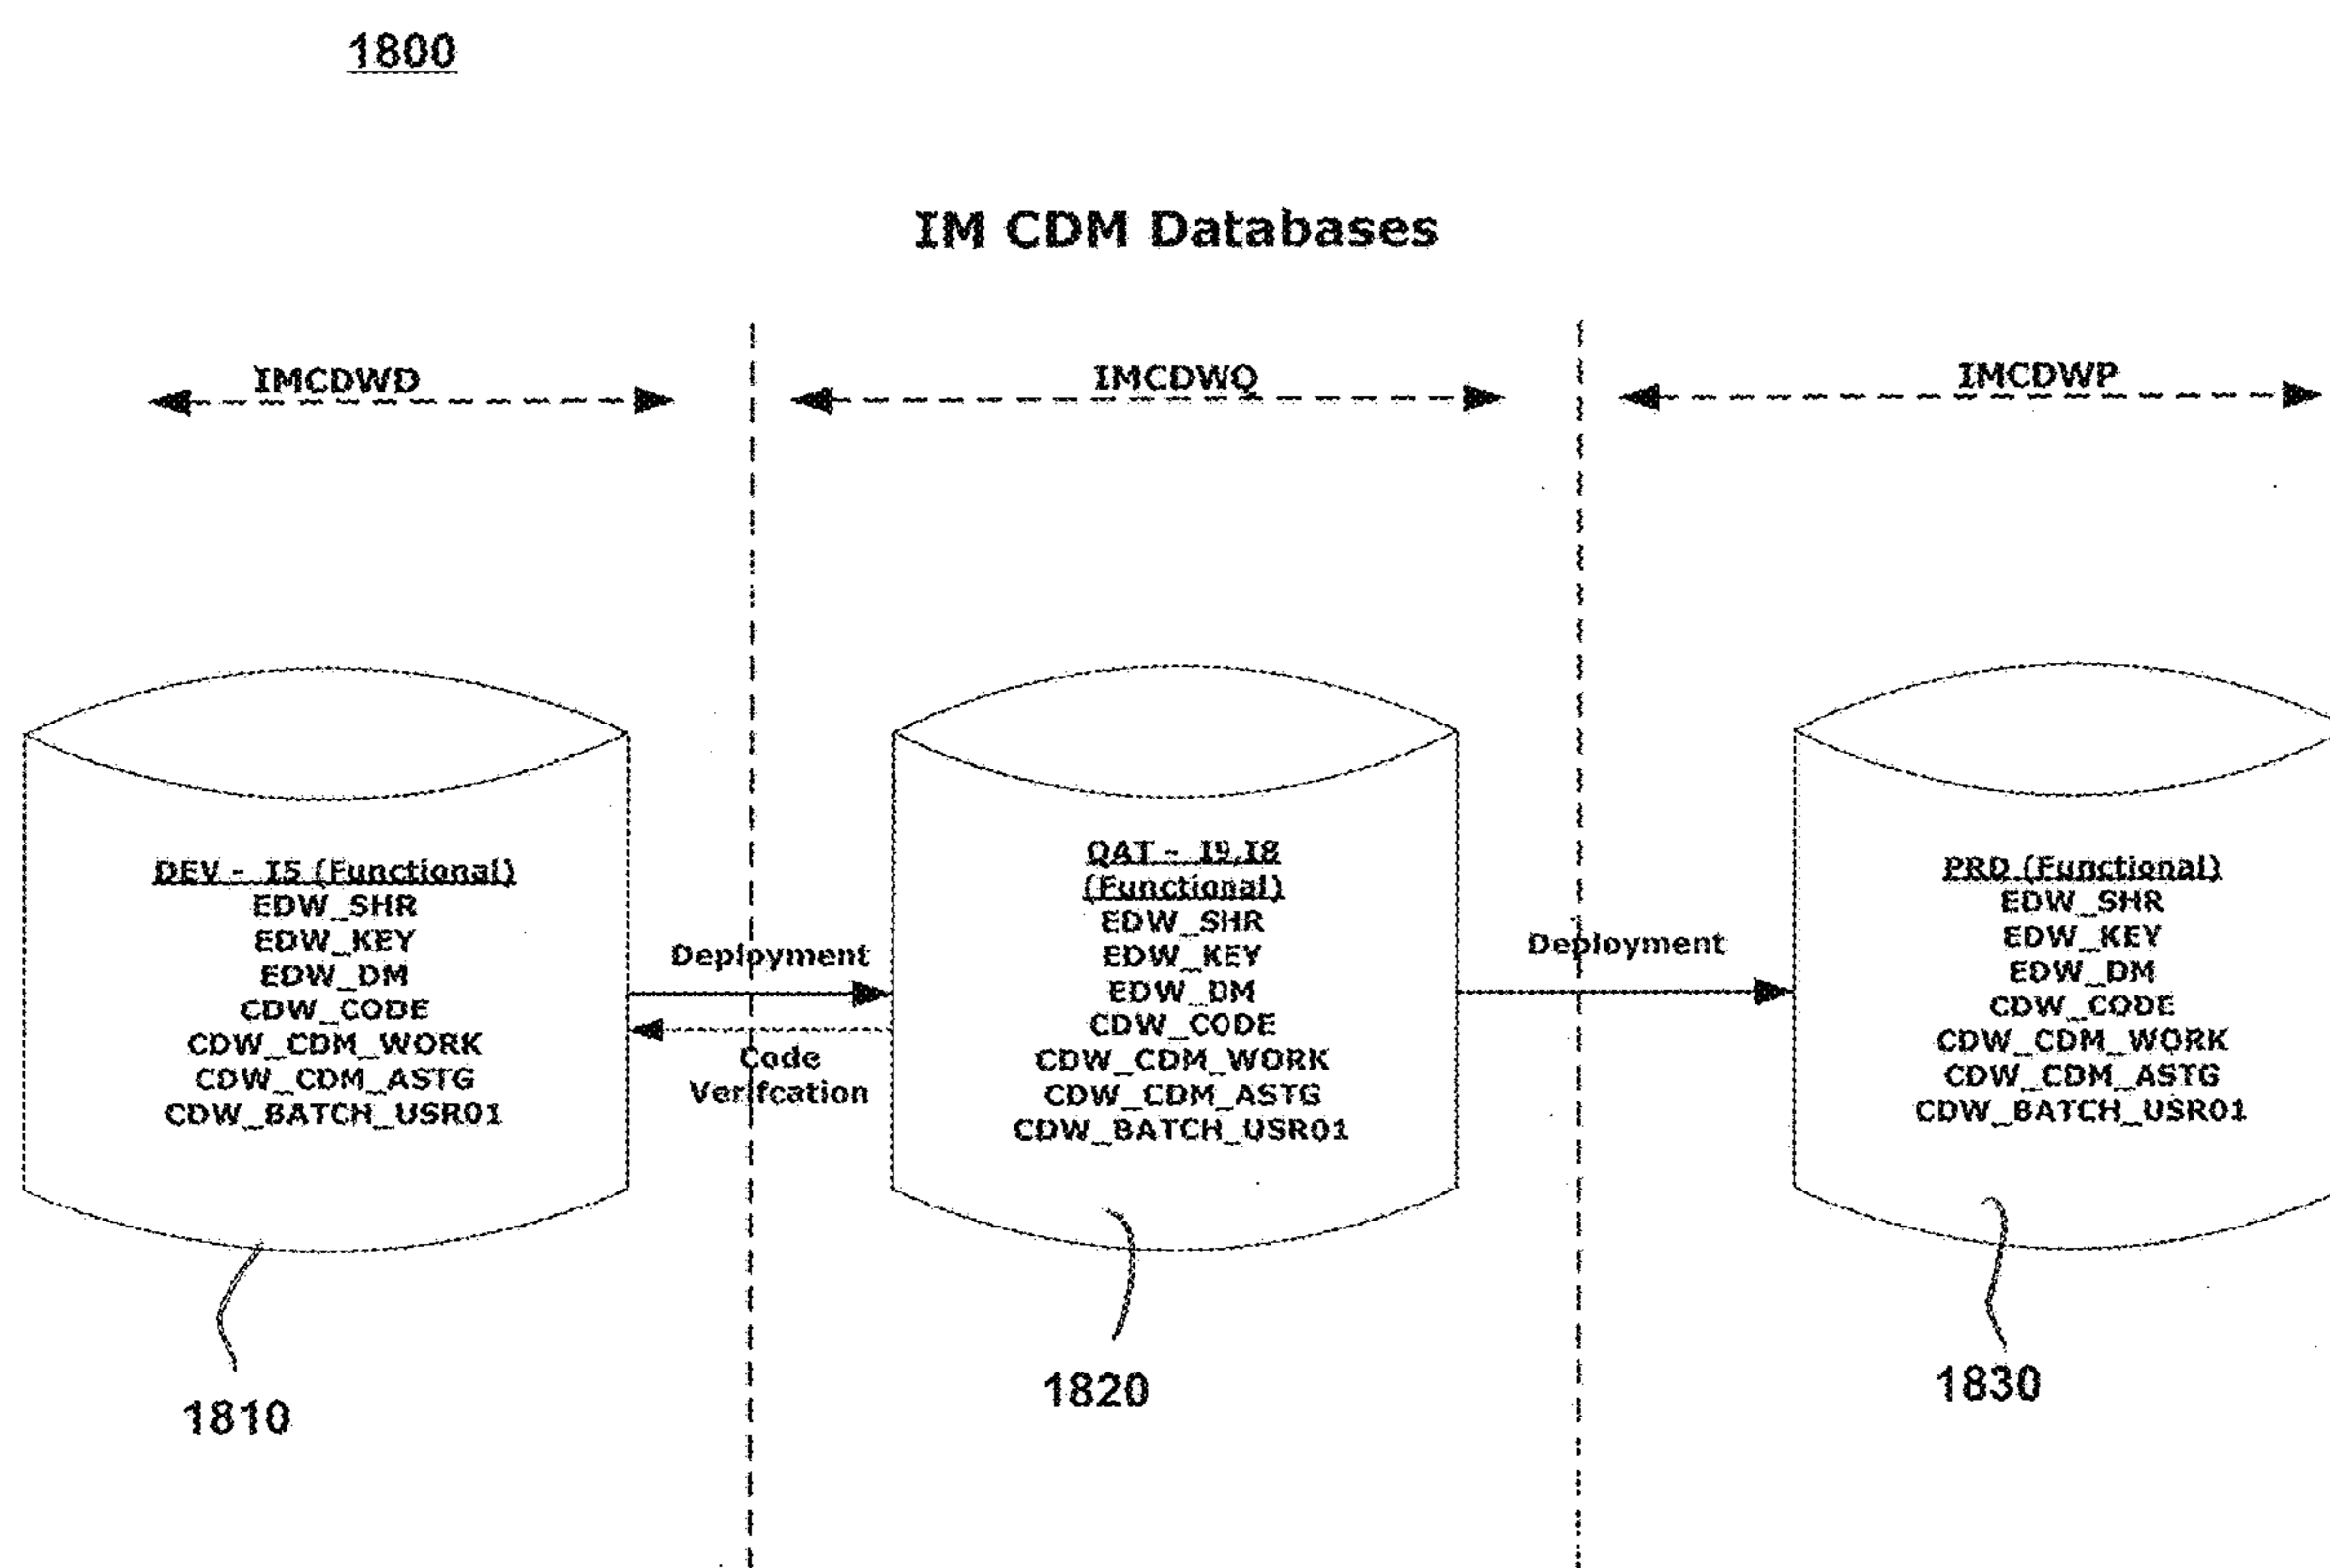 1800
IM CDM Databases
IMCDWD
IMCDWQ
IMCDWP
DEV - I5 (Functional)
EDW_SHR
EDW_KEY
EDW_DM
CDW_CODE
CDW_CDM_WORK
CDW_CDM_ASTG
CDW_BATCH_USR01
Deployment
Code
Verifcation
QAT - I9,I8
(Functional)
EDW_SHR
EDW_KEY
EDW_DM
CDW_CODE
CDW_CDM_WORK
CDW_CDM_ASTG
CDW_BATCH_USR01
Deployment
PRD (Functional)
EDW_SHR
EDW_KEY
EDW_DM
CDW_CODE
CDW_CDM_WORK
CDW_CDM_ASTG
CDW_BATCH_USR01
1810
1820
1830